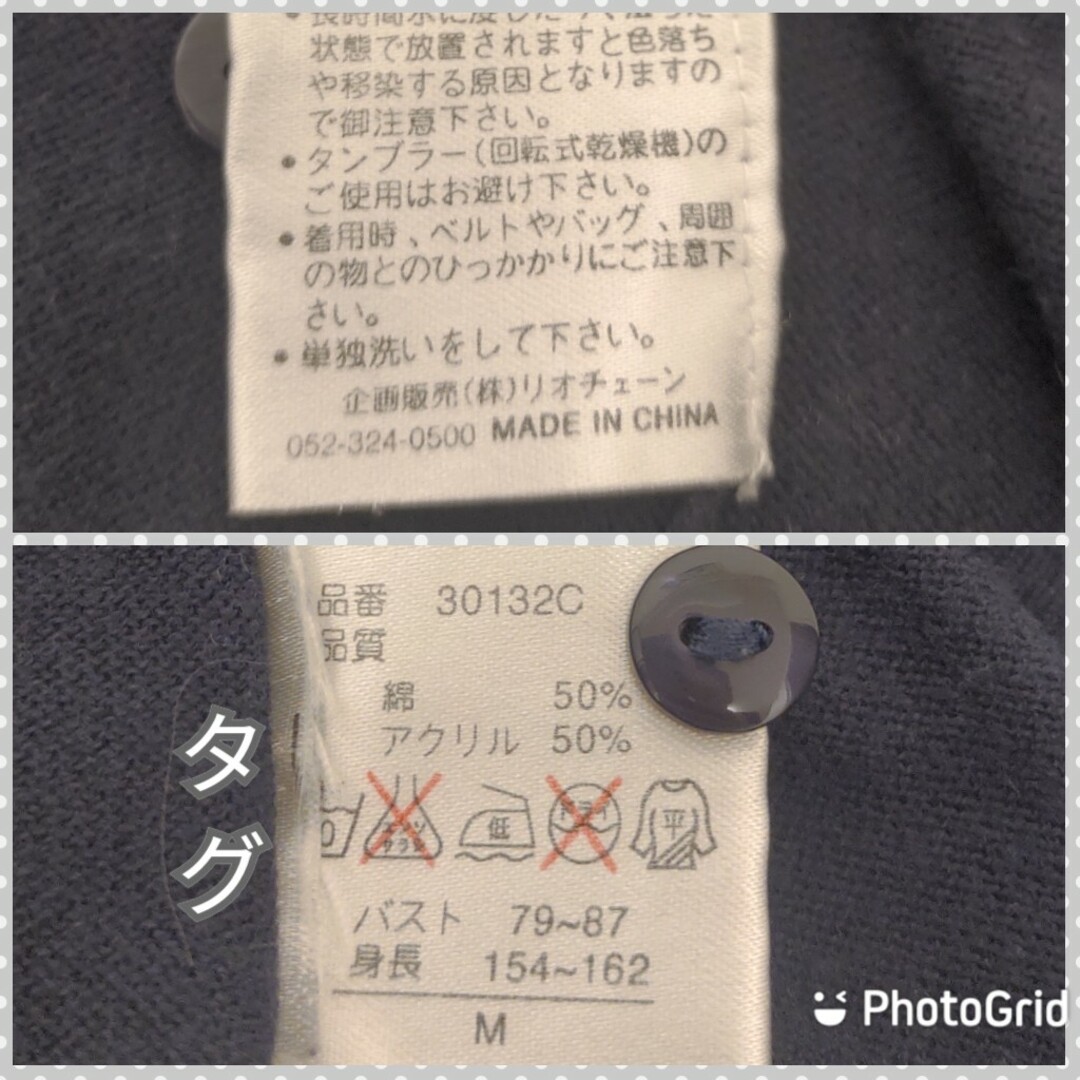 状態で放置されますと色落ち
や移染する原因となりますの
で御注意下さい。
• タンブラー(回転式乾燥機)の
ご使用はお避け下さい。
• 着用時、ベルトやバッグ、周囲
の物とのひっかかりにご注意下
さい。
• 単独洗いをして下さい。
企画販売(株)リオチェーン
052-324-0500 MADE IN CHINA
品番 30132C
品質
綿 50%
アクリル 50%
低 ドライ 平
バスト 79~87
身長 154~162
M
タグ
PhotoGrid